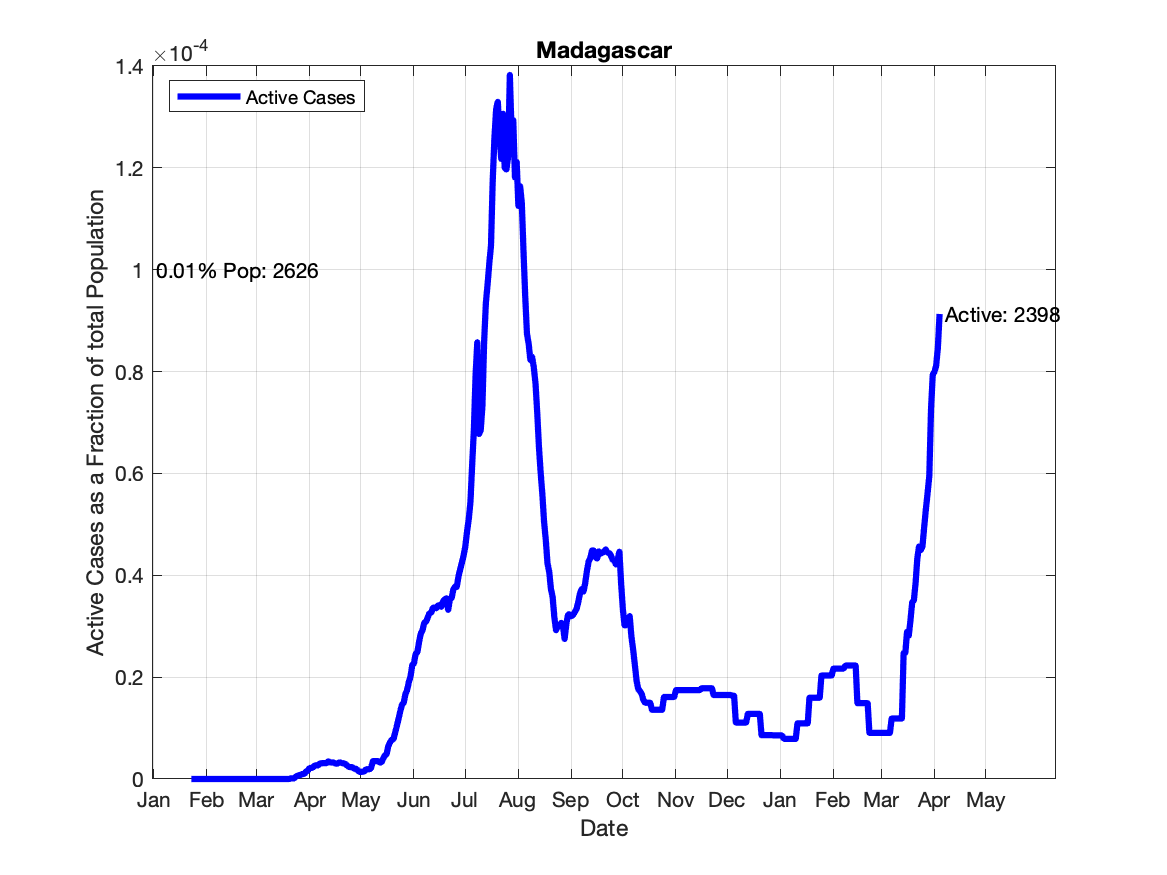 Madagascar
×10-4
Active Cases
1.4
1.2
1
0.8
0.6
0.4
0.2
0
0.01% Pop: 2626
Active: 2398
Active Cases as a Fraction of total Population
Jan Feb Mar Apr May Jun Jul Aug Sep Oct Nov Dec Jan Feb Mar Apr May
Date